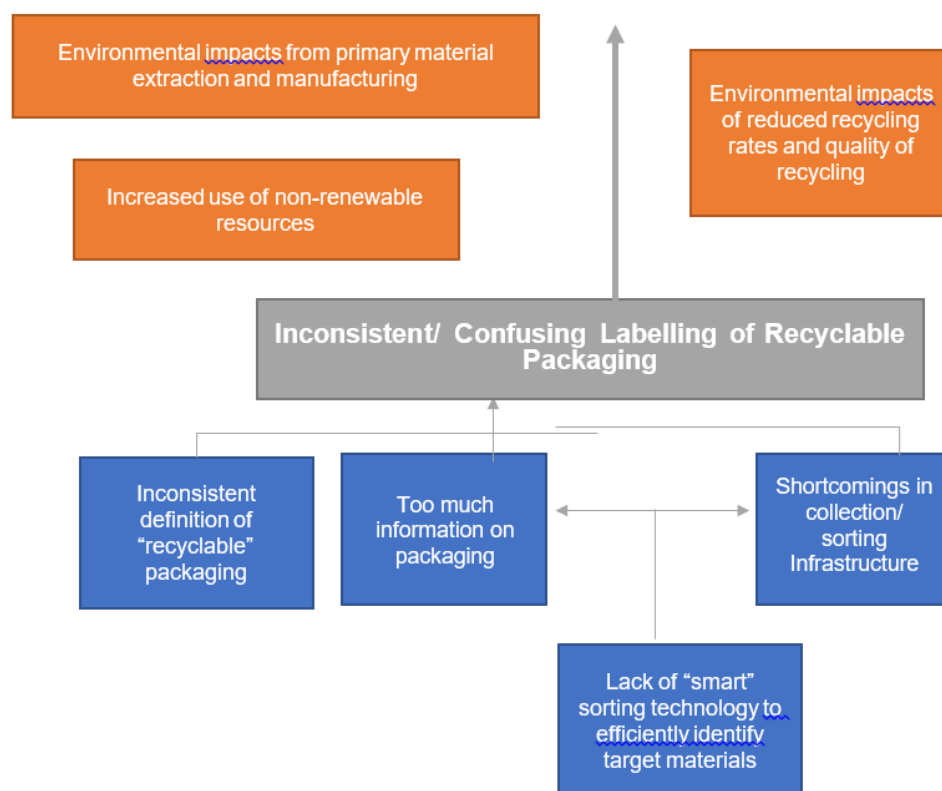 Environmental impacts from primary material
extraction and manufacturing
Environmental impacts
of reduced recycling
rates and quality of
recycling
Increased use of non-renewable
resources
Inconsistent/ Confusing Labelling of Recyclable
Packaging
Inconsistent
definition of
“recyclable”
packaging
Too much
information on
packaging
Shortcomings in
collection/
sorting
Infrastructure
Lack of “smart”
sorting technology to
efficiently identify
target materials